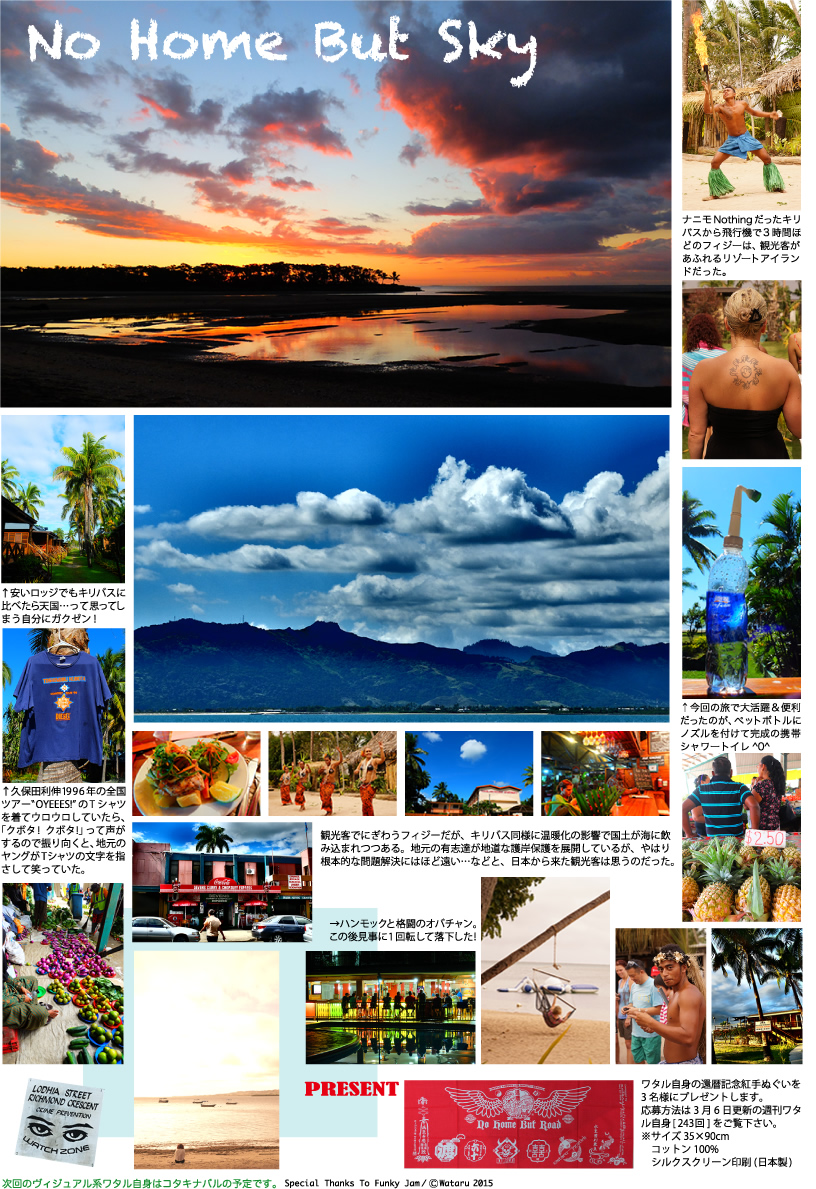 No Home But Sky
ナニモNothingだったキリ
バスから飛行機で3時間ほ
どのフィジーは、観光客が
あふれるリゾートアイラン
ドだった。
↑安いロッジでもキリバスに
比べたら天国…って思ってし
まう自分にガクゼン!
↑今回の旅で大活躍&便利
だったのが、ペットボトルに
ノズルを付けて完成の携帯
シャワートイレ ^O^
↑久保田利伸1996年の全国
ツアー"OYEEES!"のTシャツ
を着てウロウロしていたら、
「クボタ! クボタ!」って声が
するので振り向くと、地元の
ヤングがTシャツの文字を指
さして笑っていた。
観光客でにぎわうフィジーだが、キリバス同様に温暖化の影響で国土が海に飲
み込まれつつある。地元の有志達が地道な護岸保護を展開しているが、やはり
根本的な問題解決にはほど遠い…などと、日本から来た観光客は思うのだった。
$2.50
Coca-Cola
→ハンモックと格闘のオバチャン。
この後見事に1回転して落下した!
LODHIA STREET
RICHMOND CRESCENT
CRIME PREVENTION
WATCH ZONE
PRESENT
No Home But Road
ワタル自身の還暦記念紅手ぬぐいを
3名様にプレゼントします。
応募方法は3月6日更新の週刊ワタ
ル自身[243回]をご覧下さい。
※サイズ35×90cm
コットン100%
シルクスクリーン印刷(日本製)
次回のヴィジュアル系ワタル自身はコタキナバルの予定です。 Special Thanks To Funky Jam/©Wataru 2015